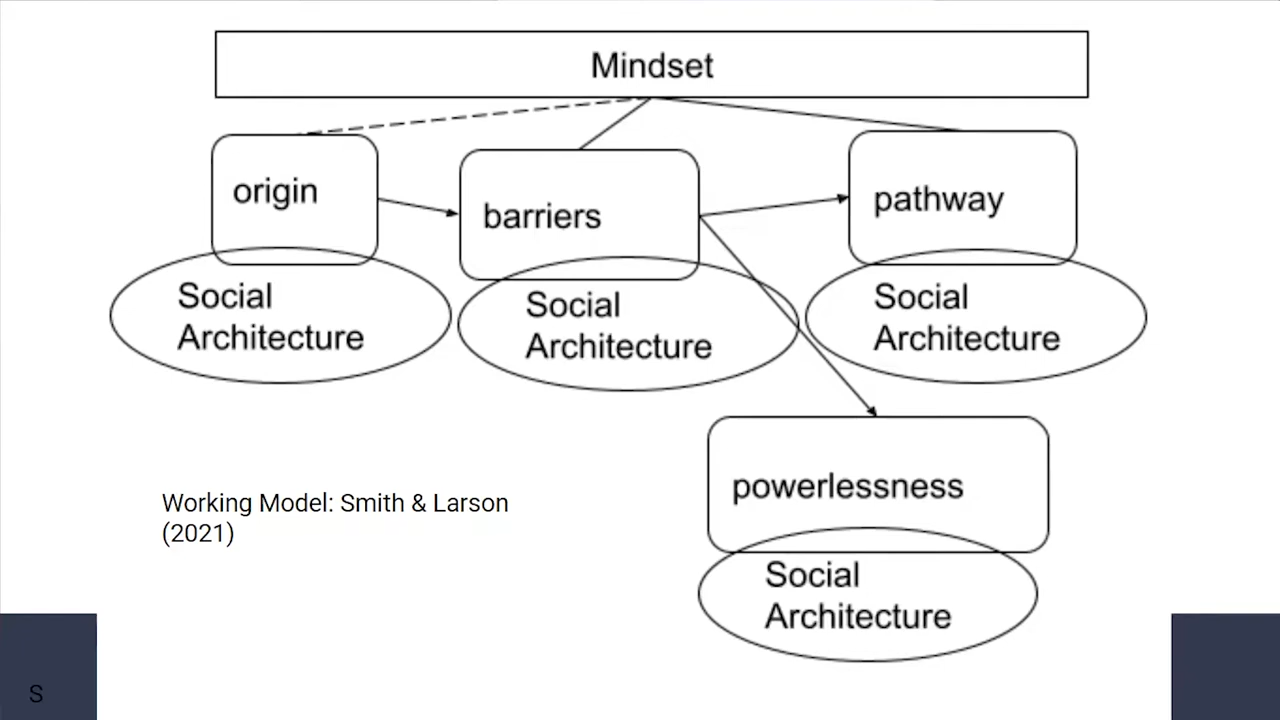 Mindset
origin
barriers
pathway
Social
Architecture
Social
Architecture
Social
Architecture
powerlessness
Working Model: Smith & Larson
(2021)
Social
Architecture
S